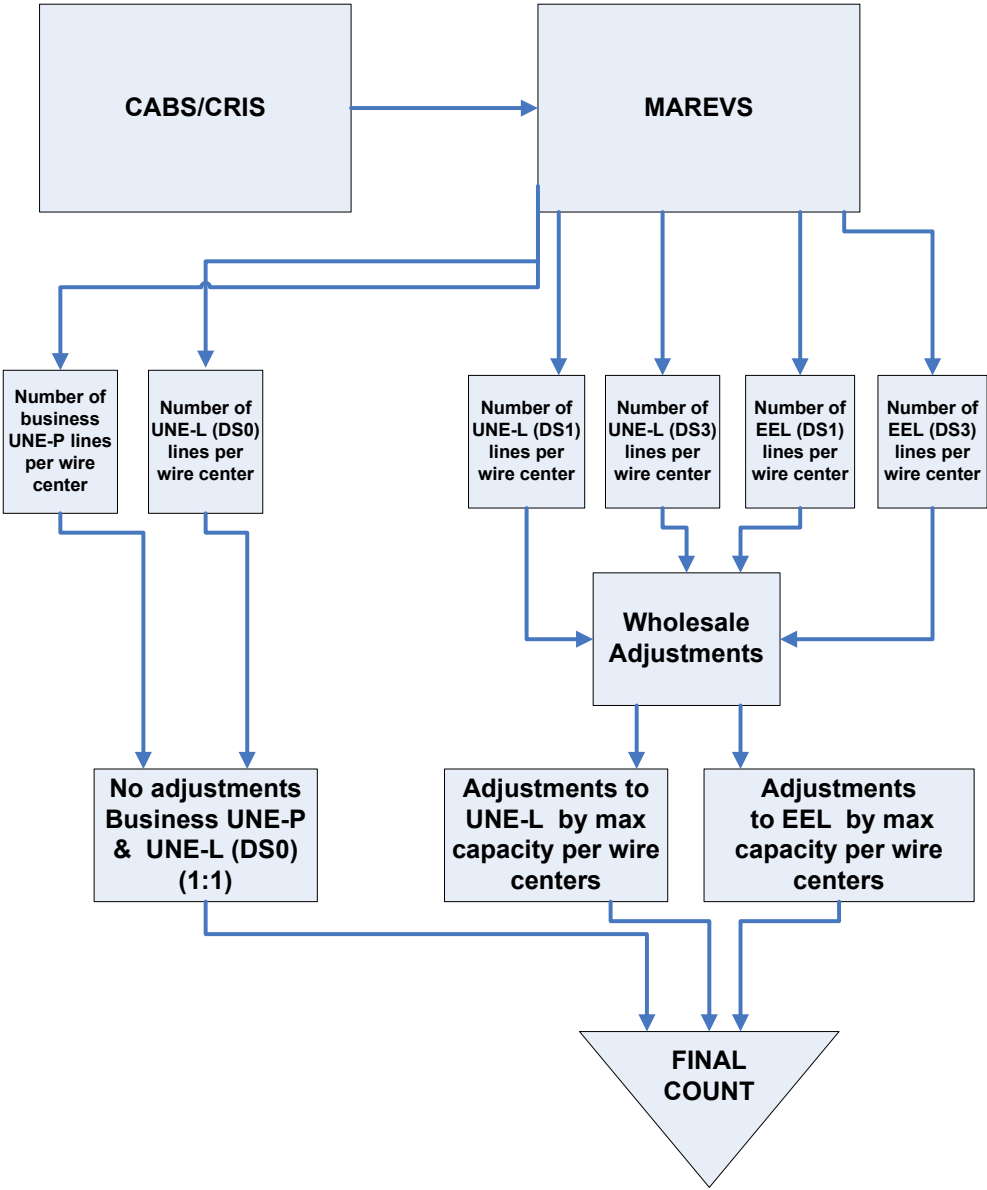 CABS/CRIS
MAREVS
Number of
business
UNE-P lines
per wire
center
Number of
UNE-L (DS0)
lines per
wire center
Number of
UNE-L (DS1)
lines per
wire center
Number of
UNE-L (DS3)
lines per
wire center
Number of
EEL (DS1)
lines per
wire center
Number of
EEL (DS3)
lines per
wire center
Wholesale
Adjustments
No adjustments
Business UNE-P
& UNE-L (DS0)
(1:1)
Adjustments to
UNE-L by max
capacity per wire
centers
Adjustments
to EEL by max
capacity per wire
centers
FINAL
COUNT